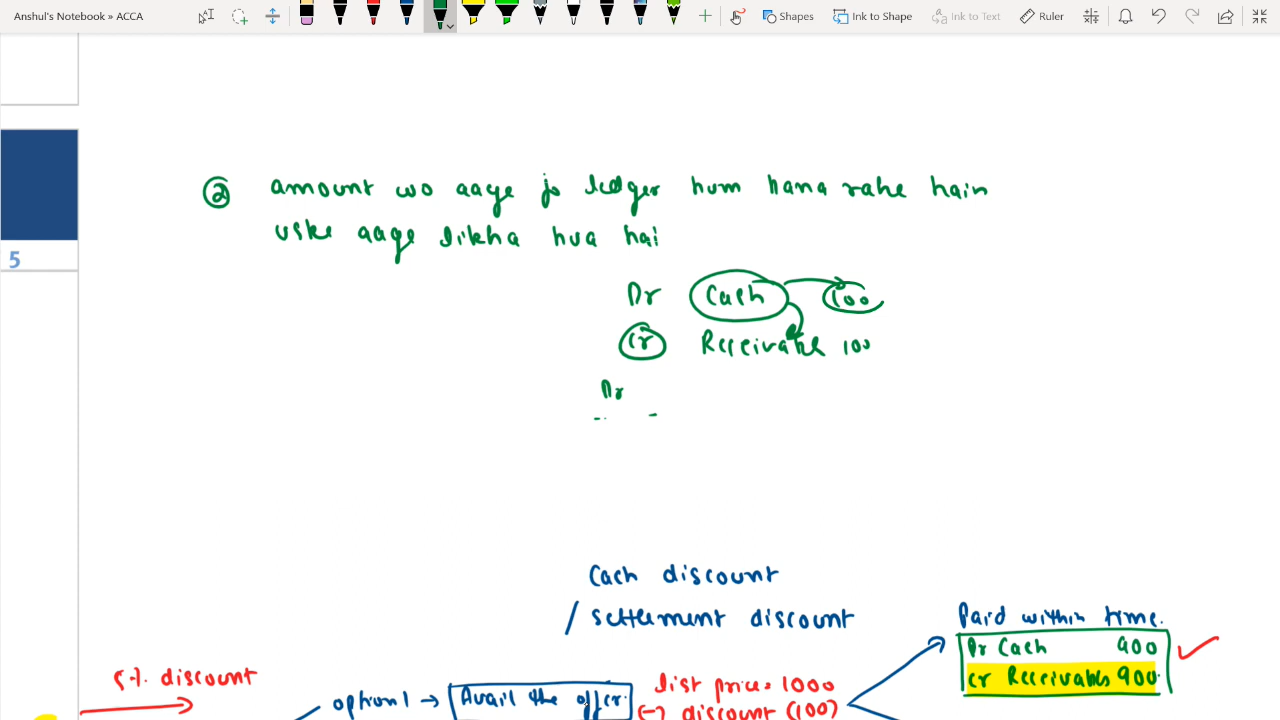 Anshul's Notebook » ACCA
Shapes
Ink to Shape
Ink to Text
Ruler
② amount wo aaye jo ledger hum bana rahe hain
uske aage likha hua hai
Dr Cash 100
Cr Receivable 100
Dr
5
Cash discount
/ settlement discount
Paid within time.
Dr Cash 900
Cr Receivables 900
5% discount
option1 → Avail the offer.
list price = 1000
(-) discount (100)